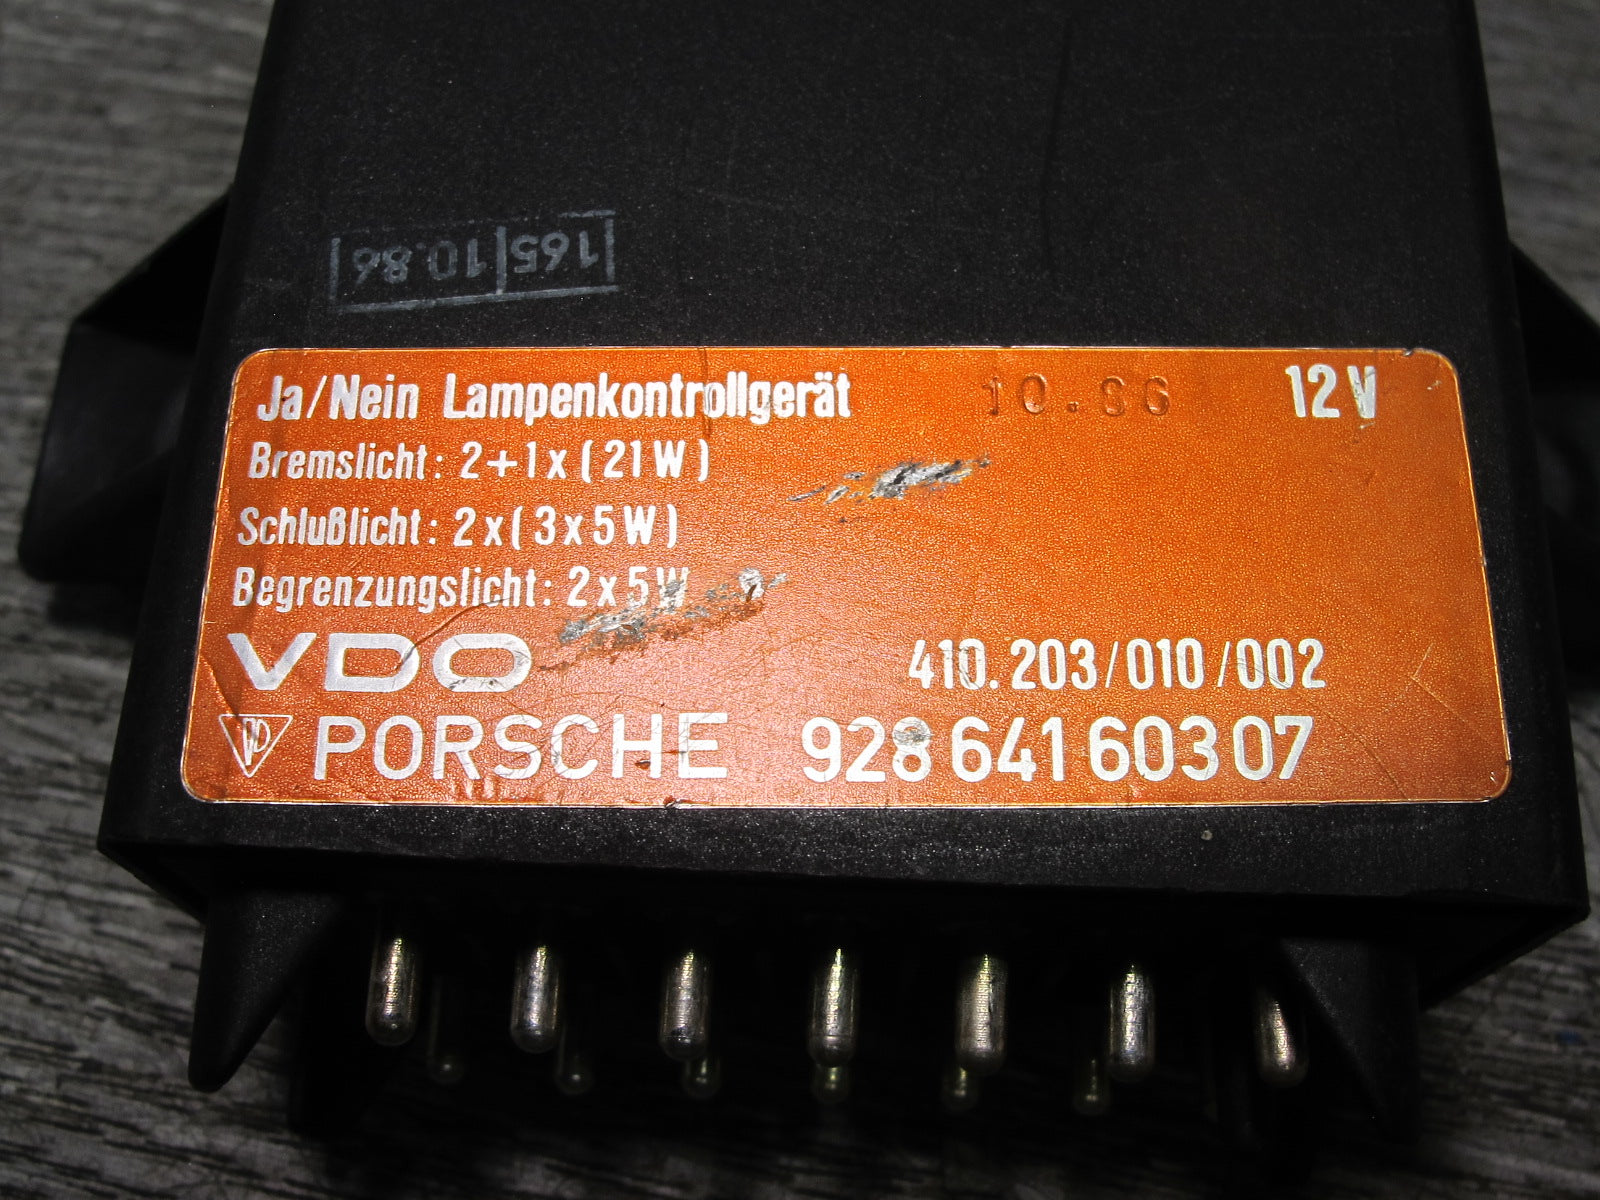 165 10.86
Ja/Nein Lampenkontrollgerät 10.86 12V
Bremslicht: 2+1x(21W)
Schlußlicht: 2x(3x5W)
Begrenzungslicht: 2x5W
VDO 410.203/010/002
PORSCHE 928 641 603 07